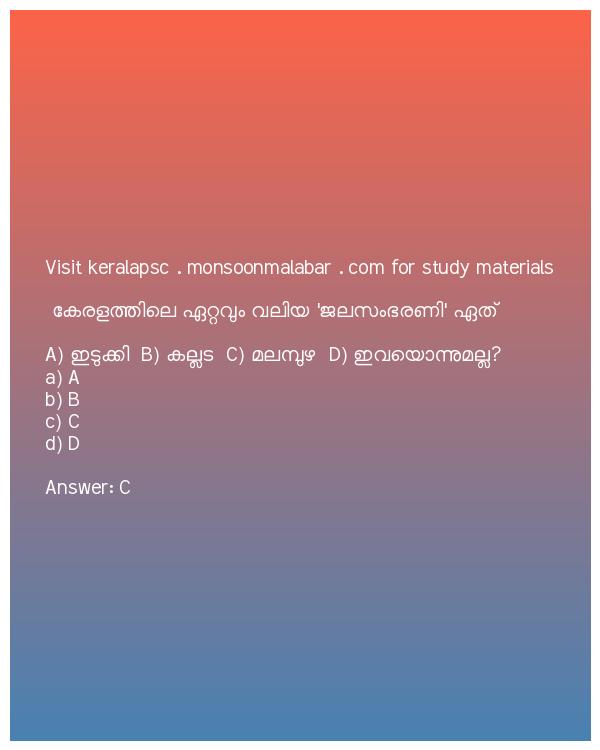 Visit keralapsc . monsoonmalabar . com for study materials
കേരളത്തിലെ ഏറ്റവും വലിയ 'ജലസംഭരണി' ഏത്
A) ഇടുക്കി B) കല്ലട C) മലമ്പുഴ D) ഇവയൊന്നുമല്ല?
a) A
b) B
c) C
d) D
Answer: C